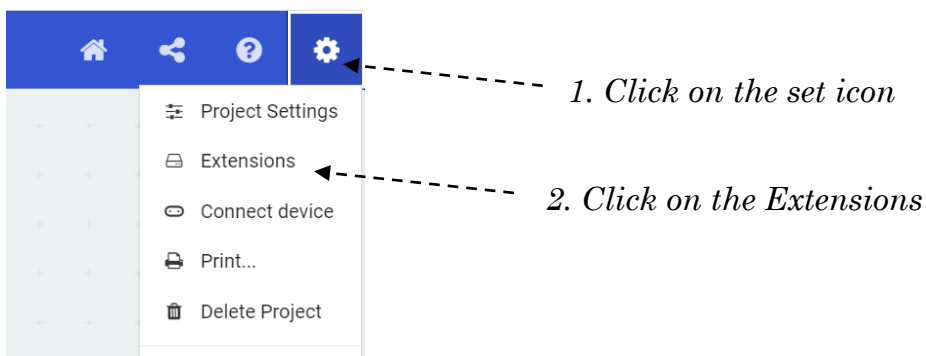 1. Click on the set icon
Project Settings
Extensions
2. Click on the Extensions
Connect device
Print...
Delete Project